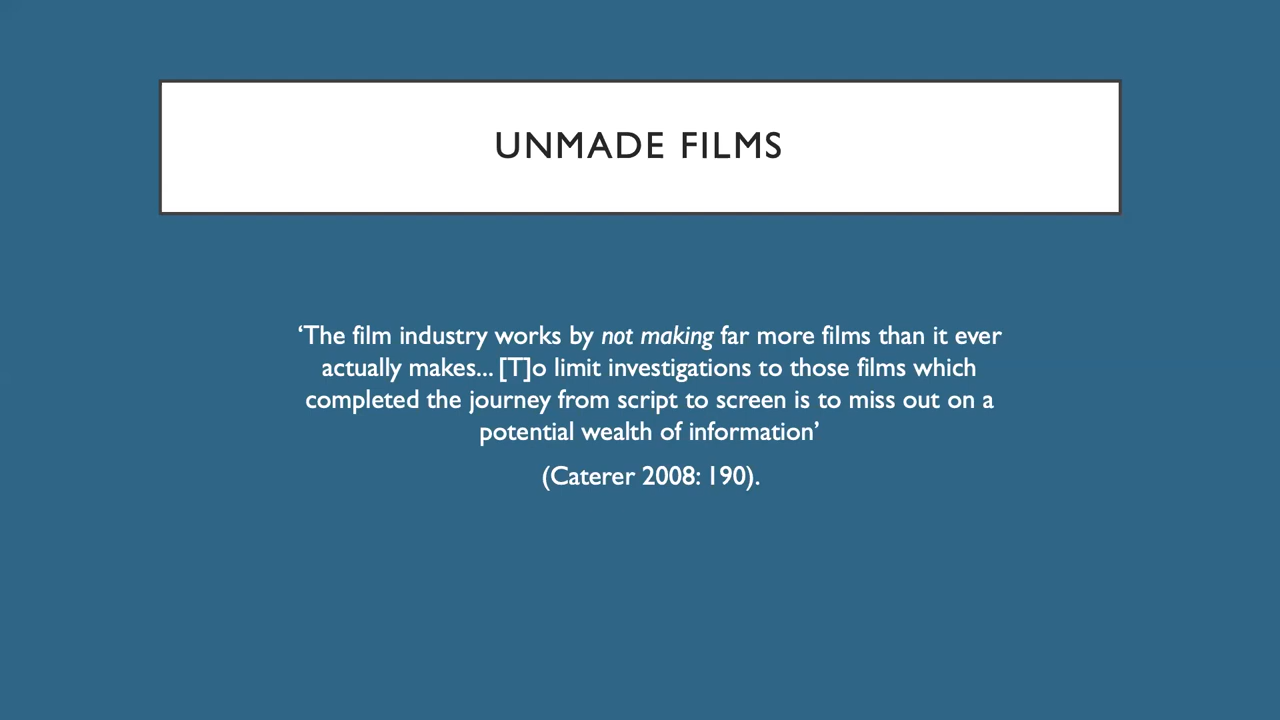 UNMADE FILMS
‘The film industry works by not making far more films than it ever
actually makes... [T]o limit investigations to those films which
completed the journey from script to screen is to miss out on a
potential wealth of information’
(Caterer 2008: 190).